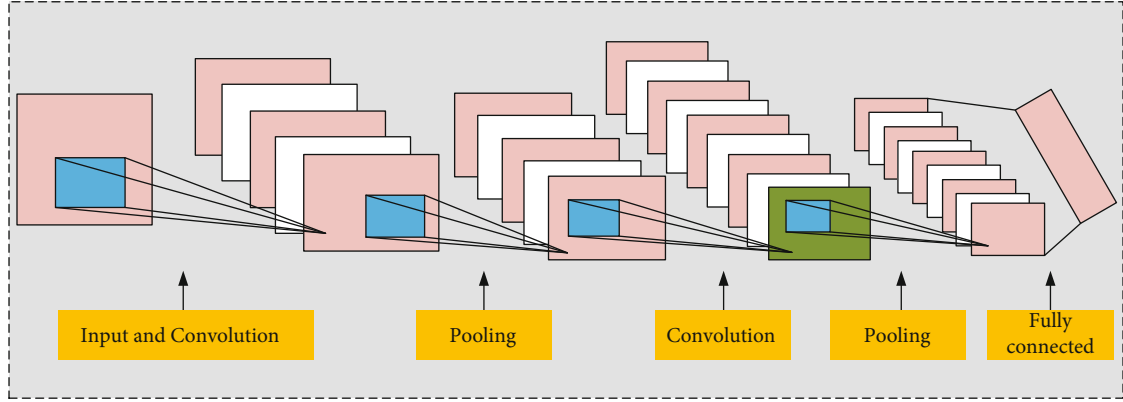 Input and Convolution
Pooling
Convolution
Pooling
Fully
connected